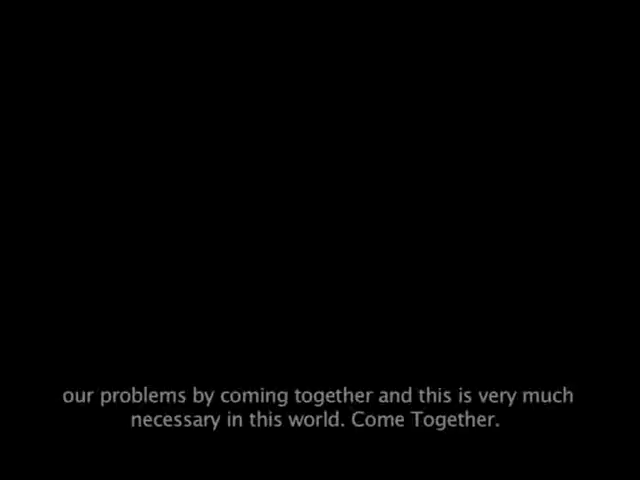 our problems by coming together and this is very much
necessary in this world. Come Together.